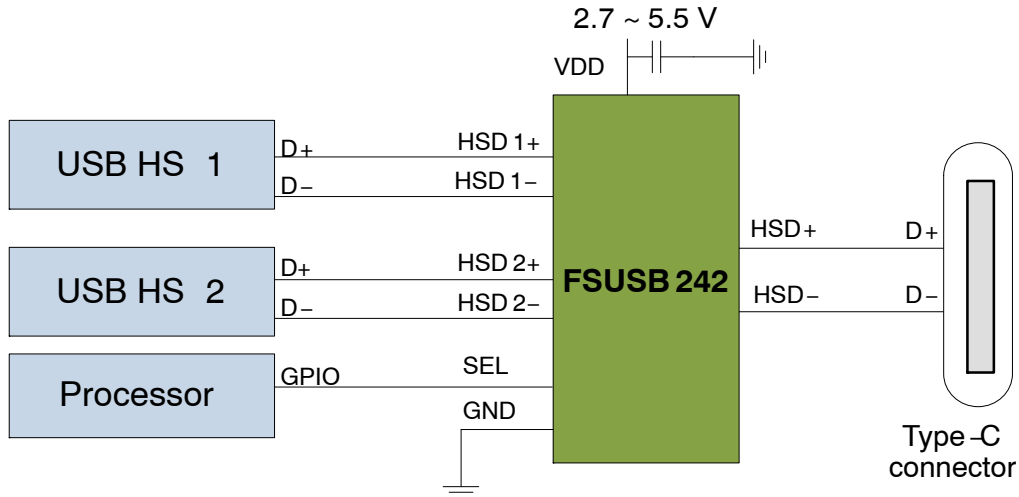 2.7 ~ 5.5 V
VDD
USB HS 1
D+
HSD 1+
D−
HSD 1−
USB HS 2
D+
HSD 2+
D−
HSD 2−
FSUSB 242
HSD+
D+
HSD−
D−
Processor
GPIO
SEL
GND
Type−C
connector